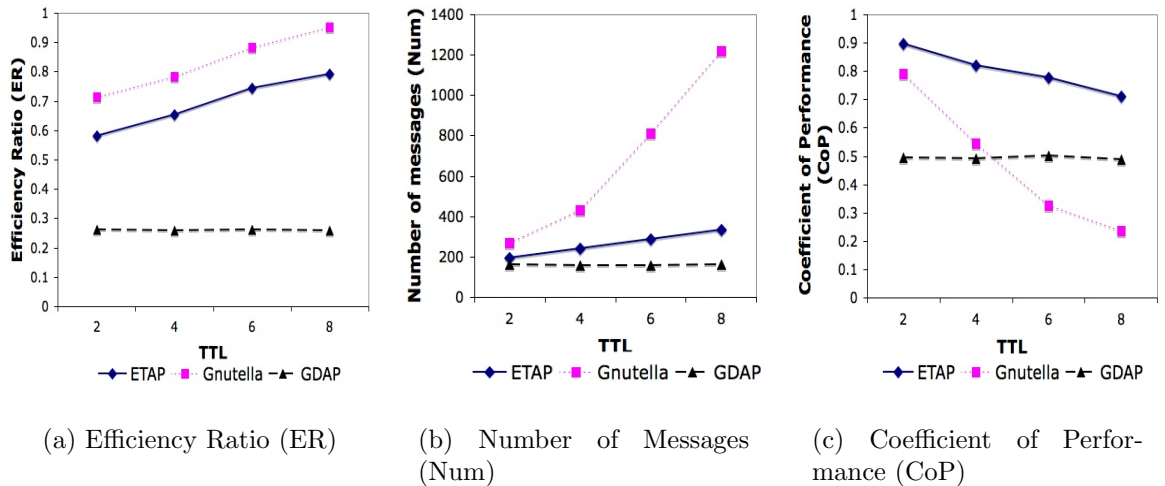 1
0.9
0.8
0.7
0.6
0.5
0.4
0.3
0.2
0.1
0
Efficiency Ratio (ER)
2 4 6 8
TTL
ETAP Gnutella GDAP
(a) Efficiency Ratio (ER)
1400
1200
1000
800
600
400
200
0
Number of messages (Num)
2 4 6 8
TTL
ETAP Gnutella GDAP
(b) Number of Messages
(Num)
1
0.9
0.8
0.7
0.6
0.5
0.4
0.3
0.2
0.1
0
Coefficient of Performance
(CoP)
2 4 6 8
TTL
ETAP Gnutella GDAP
(c) Coefficient of Perfor-
mance (CoP)